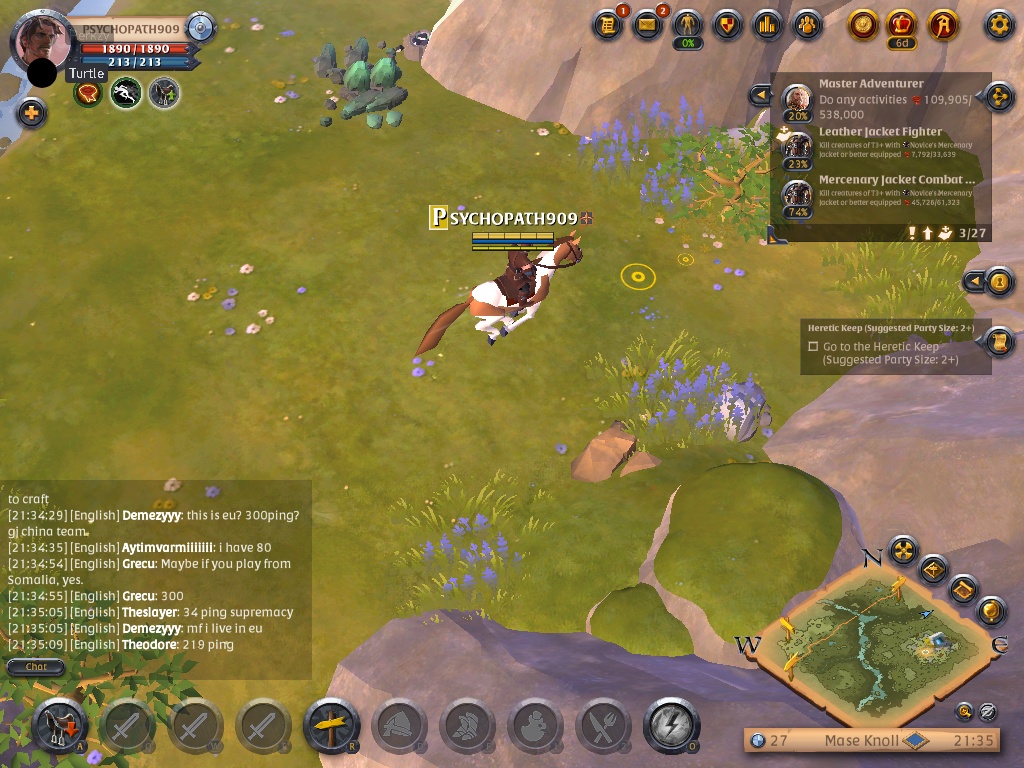 PSYCHOPATH909
1890 / 1890
213 / 213
Turtle
1
2
0%
6d
Master Adventurer
Do any activities 109,905/
538,000
20%
Leather Jacket Fighter
Kill creatures of T3+ with Novice's Mercenary
Jacket or better equipped 7,792/33,639
23%
Mercenary Jacket Combat ...
Kill creatures of T3+ with Novice's Mercenary
Jacket or better equipped 45,726/61,323
74%
3/27
PSYCHOPATH909
Heretic Keep (Suggested Party Size: 2+)
Go to the Heretic Keep
(Suggested Party Size: 2+)
to craft
[21:34:29] [English] Demezyyy: this is eu? 300ping?
gj china team.
[21:34:35] [English] Aytimvarmiiiiiii: i have 80
[21:34:54] [English] Grecu: Maybe if you play from
Somalia, yes.
[21:34:55] [English] Grecu: 300
[21:35:05] [English] Theslayer: 34 ping supremacy
[21:35:05] [English] Demezyyy: mf i live in eu
[21:35:09] [English] Theodore: 219 ping
Chat
N
W
E
A
W
R
O
27 Mase Knoll 21:35